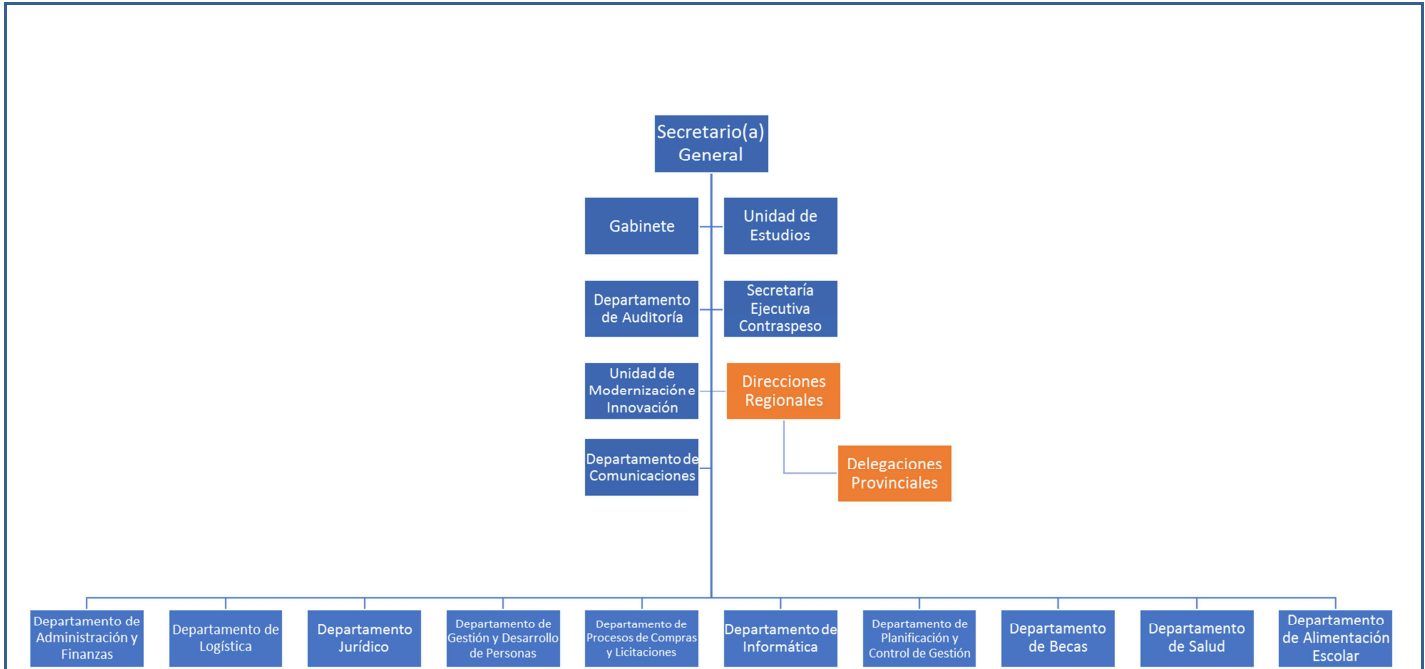 Secretario(a)
General
Gabinete
Unidad de
Estudios
Departamento
de Auditoría
Secretaría
Ejecutiva
Contraspeso
Unidad de
Modernización e
Innovación
Direcciones
Regionales
Departamento de
Comunicaciones
Delegaciones
Provinciales
Departamento de
Administración y
Finanzas
Departamento de
Logística
Departamento
Jurídico
Departamento de
Gestión y Desarrollo
de Personas
Departamento de
Procesos de Compras
y Licitaciones
Departamento de
Informática
Departamento de
Planificación y
Control de Gestión
Departamento
de Becas
Departamento
de Salud
Departamento
de Alimentación
Escolar